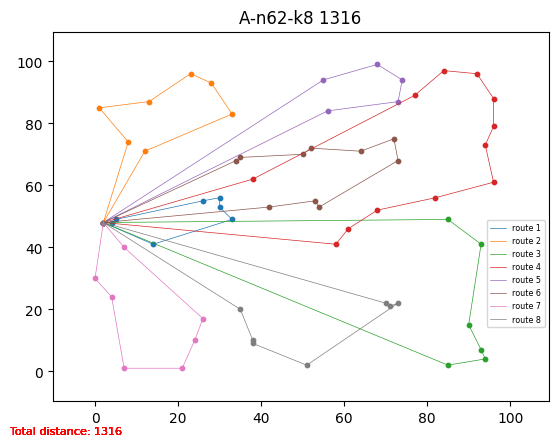 A-n62-k8 1316
100
80
60
40
20
0
0 20 40 60 80 100
route 1
route 2
route 3
route 4
route 5
route 6
route 7
route 8
Total distance: 1316